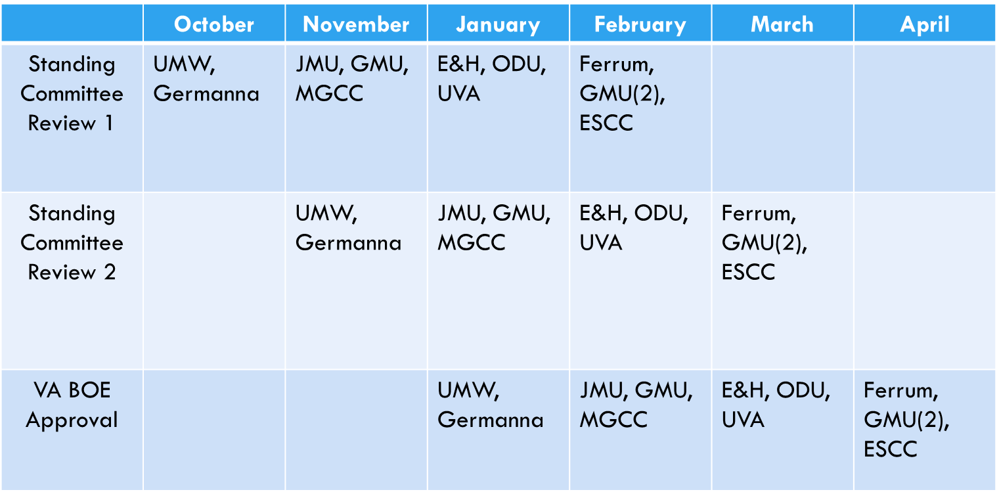 October November January February March April
Standing
Committee
Review 1
UMW,
Germanna
JMU, GMU,
MGCC
E&H, ODU,
UVA
Ferrum,
GMU(2),
ESCC
Standing
Committee
Review 2
UMW,
Germanna
JMU, GMU,
MGCC
E&H, ODU,
UVA
Ferrum,
GMU(2),
ESCC
VA BOE
Approval
UMW,
Germanna
JMU, GMU,
MGCC
E&H, ODU,
UVA
Ferrum,
GMU(2),
ESCC